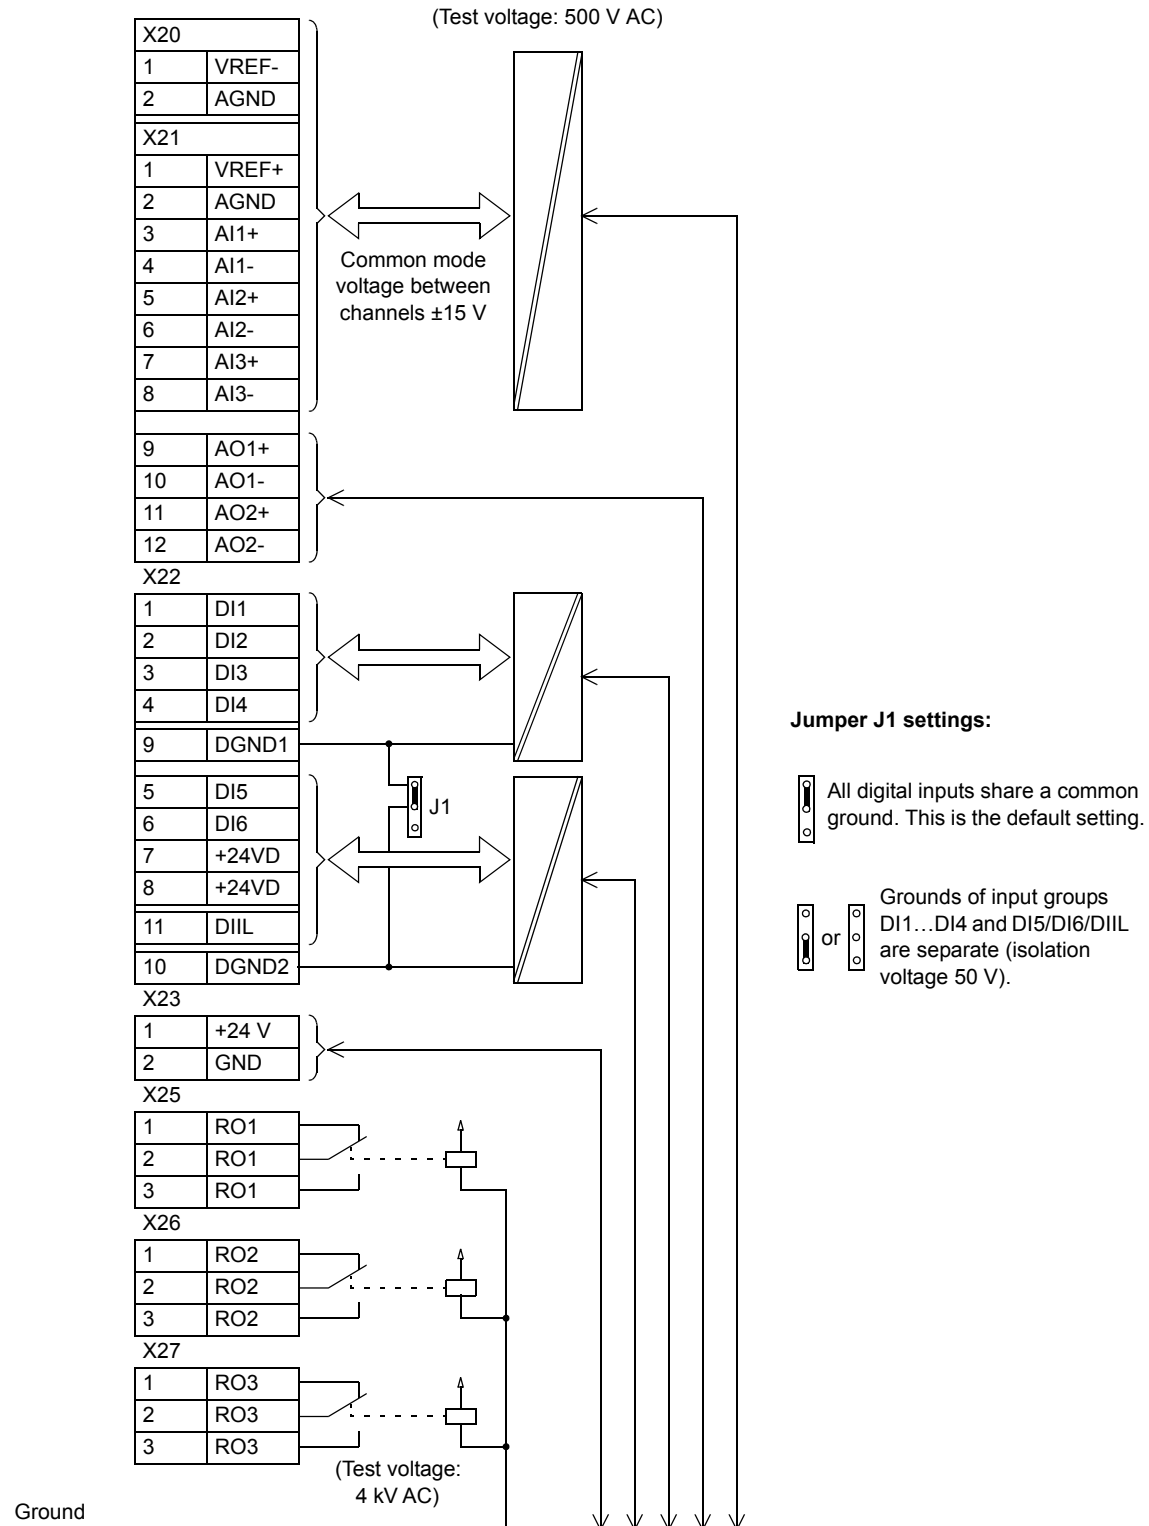 (Test voltage: 500 V AC)
X20
1 VREF-
2 AGND
X21
1 VREF+
2 AGND
3 AI1+
4 AI1-
5 AI2+
6 AI2-
7 AI3+
8 AI3-
Common mode
voltage between
channels ±15 V
9 AO1+
10 AO1-
11 AO2+
12 AO2-
X22
1 DI1
2 DI2
3 DI3
4 DI4
9 DGND1
5 DI5
6 DI6
7 +24VD
8 +24VD
11 DIIL
10 DGND2
J1
X23
1 +24 V
2 GND
X25
1 RO1
2 RO1
3 RO1
X26
1 RO2
2 RO2
3 RO2
X27
1 RO3
2 RO3
3 RO3
(Test voltage:
4 kV AC)
Ground
Jumper J1 settings:
All digital inputs share a common
ground. This is the default setting.
or
Grounds of input groups
DI1…DI4 and DI5/DI6/DIIL
are separate (isolation
voltage 50 V).